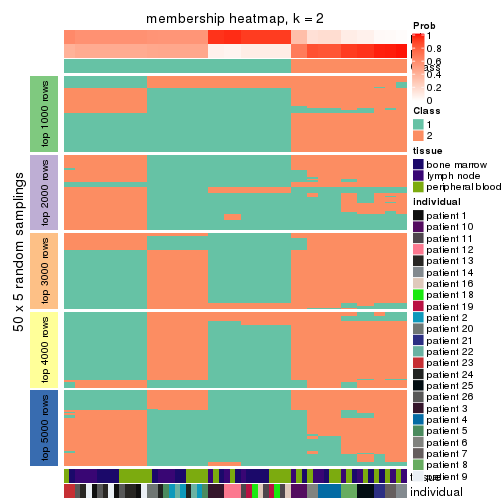 membership heatmap, k = 2
50 x 5 random samplings
top 1000 rows
top 2000 rows
top 3000 rows
top 4000 rows
top 5000 rows
Prob
1
0.8
0.6
0.4
0.2
0
Class
1
2
tissue
bone marrow
lymph node
peripheral blood
individual
patient 1
patient 10
patient 11
patient 12
patient 13
patient 14
patient 16
patient 18
patient 19
patient 2
patient 20
patient 21
patient 22
patient 23
patient 24
patient 25
patient 26
patient 3
patient 4
patient 5
patient 6
patient 7
patient 8
patient 9
individual